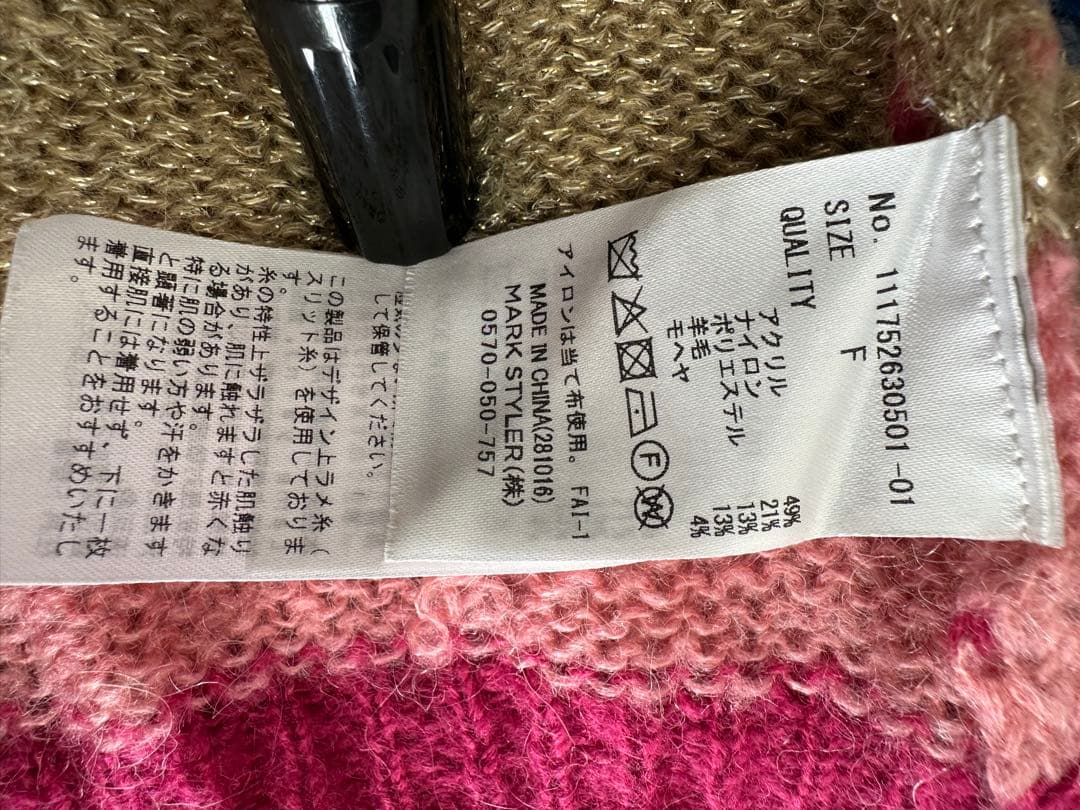 No. 111752630501 -01
SIZE F
QUALITY
アクリル 49%
ナイロン 21%
ポリエステル 13%
羊毛 13%
モヘヤ 4%
F
W
アイロンは当て布使用。 FAI-1
MADE IN CHINA(281016)
MARK STYLER(株)
0570-050-757
して保管してください。
この製品はデザイン上ラメ糸(
スリット糸)を使用しておりま
す。
糸の特性上ザラザラした肌触り
があり、肌に触れますと赤くな
る場合があります。
特に肌の弱い方や汗をかきます
と顕著になります。
直接肌には着用せず、下に一枚
着用することをおすすめいたし
ます。